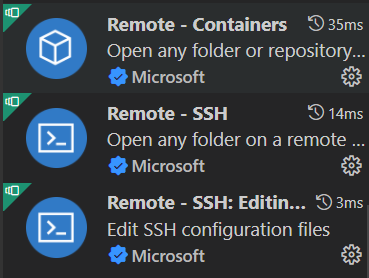 Remote - Containers 35ms
Open any folder or repository...
Microsoft
Remote - SSH 14ms
Open any folder on a remote ...
Microsoft
Remote - SSH: Editin... 3ms
Edit SSH configuration files
Microsoft